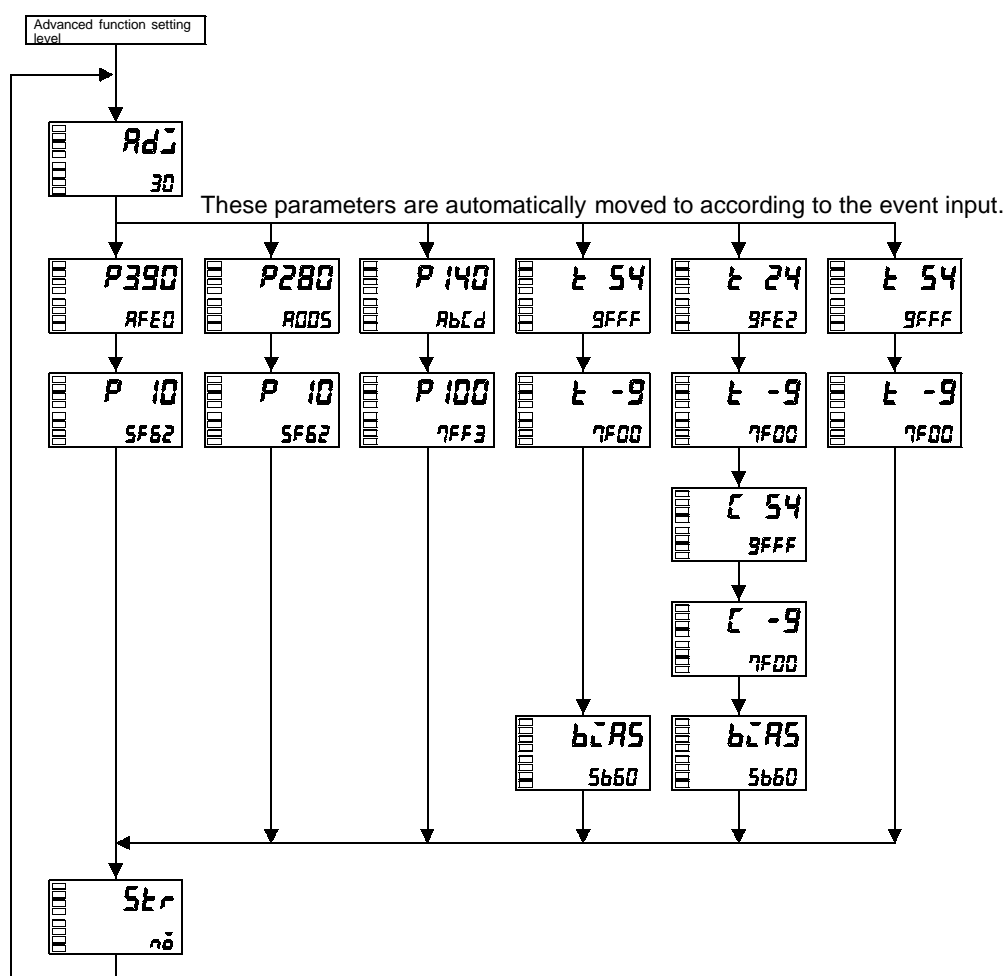 Advanced function setting
level
AdJ
30
These parameters are automatically moved to according to the event input.
P390 P280 P140 t 54 t 24 t 54
AFE0 A0D5 AbCd 9FFF 9FE2 9FFF
P 10 P 10 P100 t -9 t -9 t -9
5F62 5F62 7FF3 7F00 7F00 7F00
C 54
9FFF
C -9
7F00
biAS biAS
5b60 5b60
Str
no